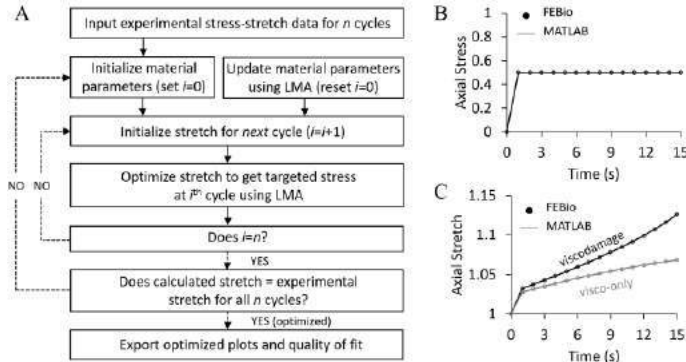 A
Input experimental stress-stretch data for n cycles
Initialize material
parameters (set i=0)
Update material parameters
using LMA (reset i=0)
Initialize stretch for next cycle (i=i+1)
NO
NO
Optimize stretch to get targeted stress
at ith cycle using LMA
Does i=n?
YES
Does calculated stretch = experimental
stretch for all n cycles?
YES (optimized)
Export optimized plots and quality of fit
B
FEBio
MATLAB
Axial Stress
1
0.8
0.6
0.4
0.2
0
0 3 6 9 12 15
Time (s)
C
FEBio
MATLAB
Axial Stretch
1.15
1.1
1.05
1
viscodamage
visco-only
0 3 6 9 12 15
Time (s)